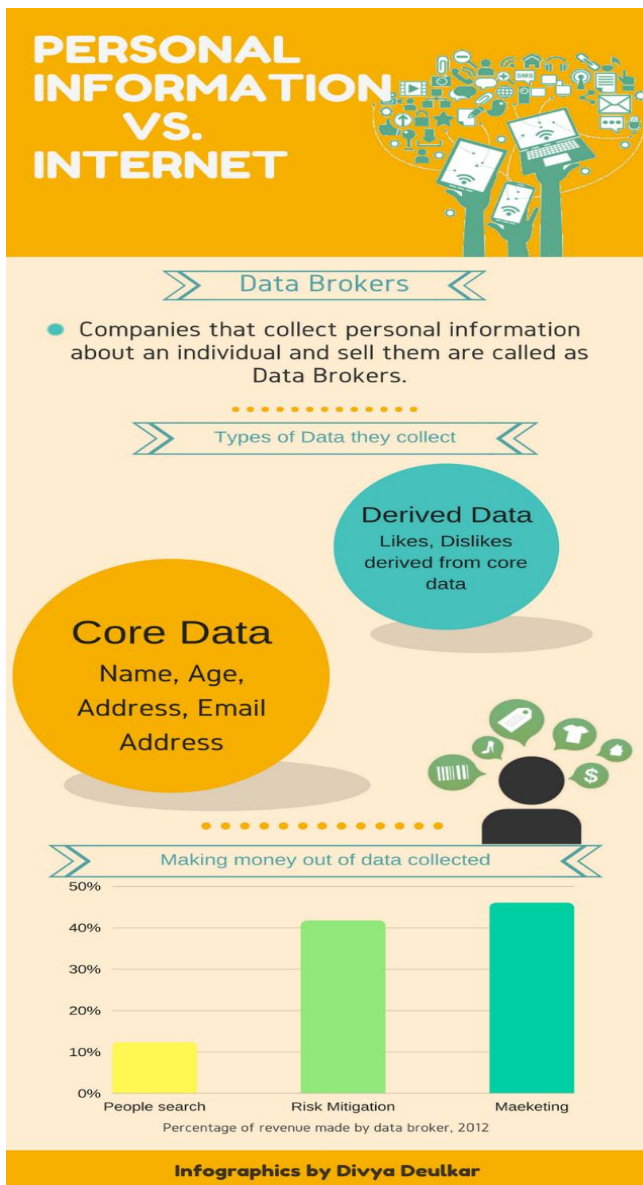 PERSONAL
INFORMATION
VS.
INTERNET
SMS
Data Brokers
Companies that collect personal information
about an individual and sell them are called as
Data Brokers.
Types of Data they collect
Derived Data
Likes, Dislikes
derived from core
data
Core Data
Name, Age,
Address, Email
Address
$
Making money out of data collected
50%
40%
30%
20%
10%
0%
People search
Risk Mitigation
Maeketing
Percentage of revenue made by data broker, 2012
Infographics by Divya Deulkar